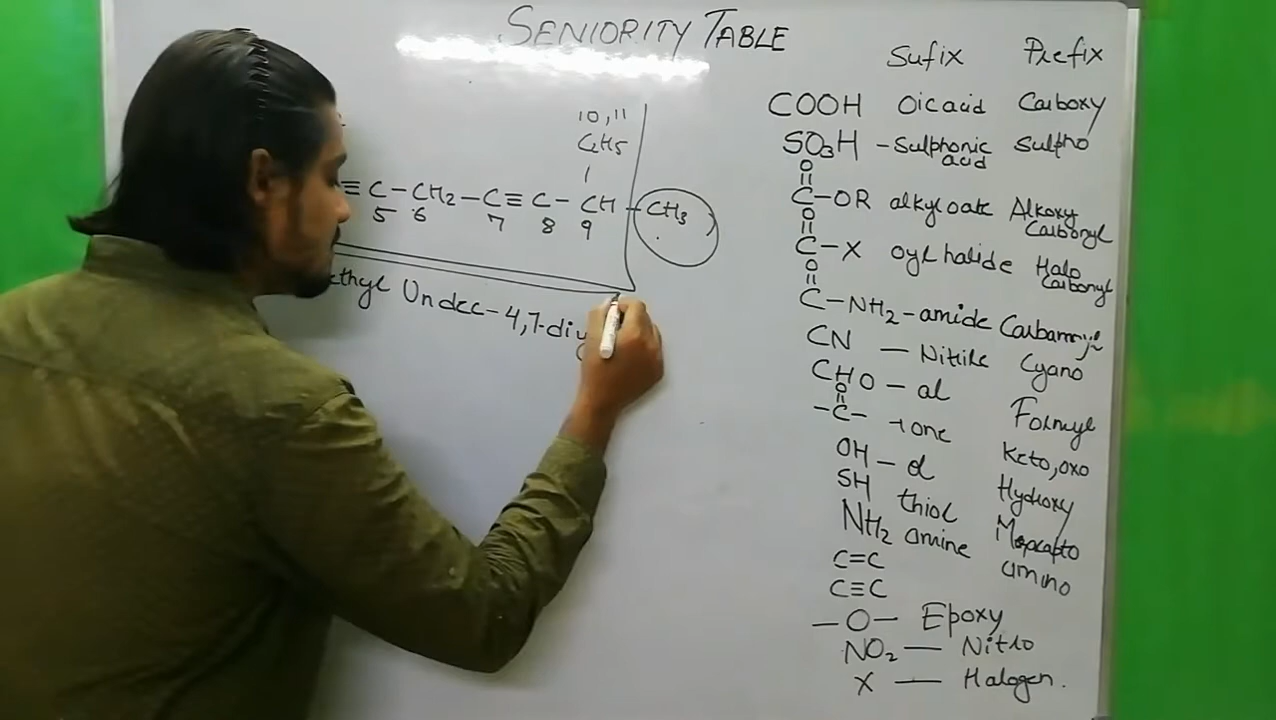 SENIORITY TABLE
Sufix Prefix
10,11
C2H5
≡C-CH2-C≡C-CH-CH3
5 6 7 8 9
thyl Undec-4,7-diy
COOH Oic acid Carboxy
SO3H - Sulphonic acid Sulpho
O
C-OR alkyl oate Alkoxy Carbonyl
O
C-X oyl halide Halo Carbonyl
O
C-NH2-amide Carbamoyl
CN - Nitrile Cyano
CHO - al Formyl
O
-C- one Keto,oxo
OH - ol Hydroxy
SH thiol Mercapto
NH2 amine amino
C=C
C≡C
-O- Epoxy
NO2 - Nitro
X - Halogen.